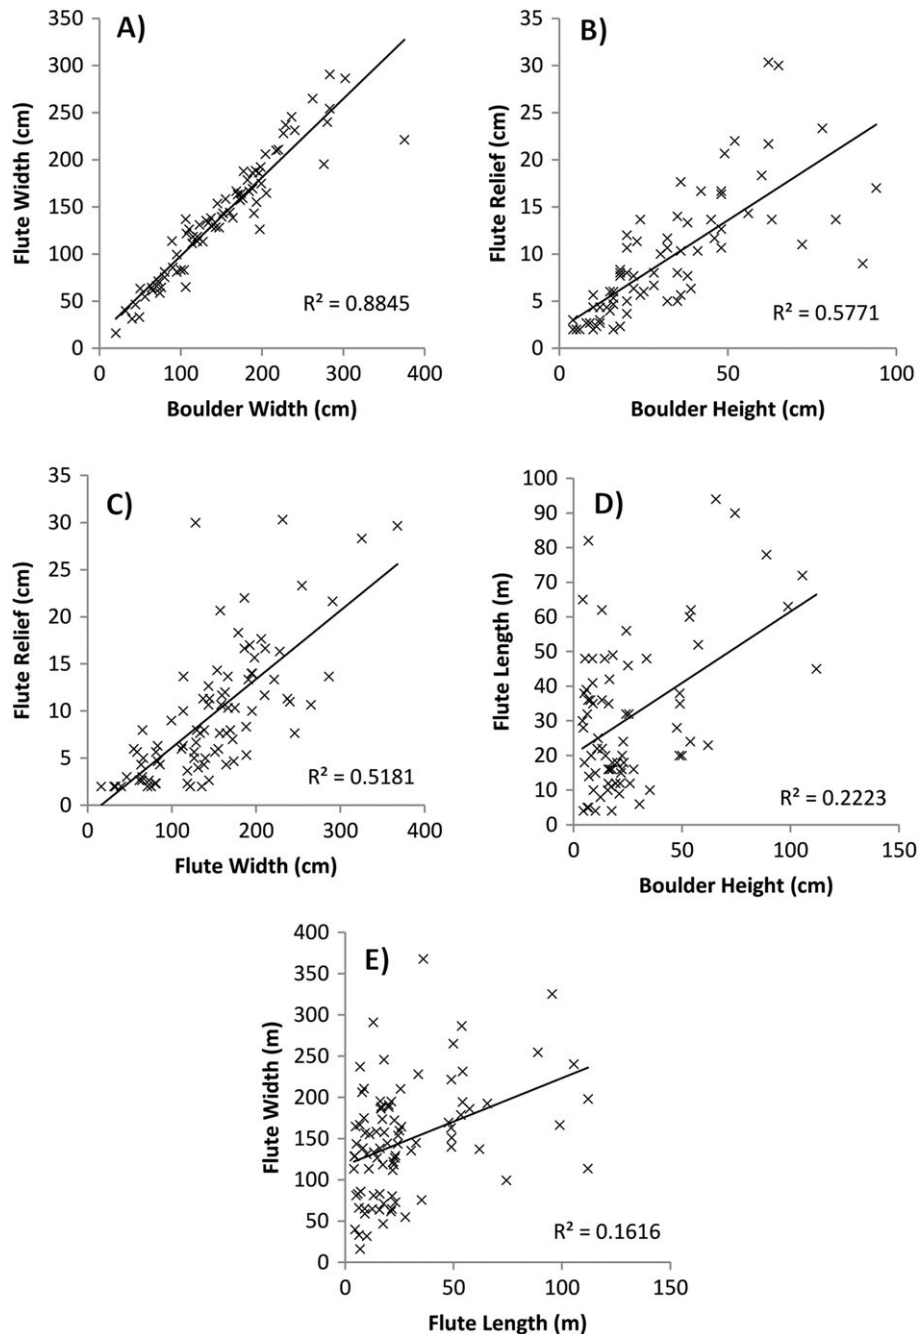 A)
Flute Width (cm)
350
300
250
200
150
100
50
0
0 100 200 300 400
Boulder Width (cm)
R² = 0.8845
B)
Flute Relief (cm)
35
30
25
20
15
10
5
0
0 50 100
Boulder Height (cm)
R² = 0.5771
C)
Flute Relief (cm)
35
30
25
20
15
10
5
0
0 100 200 300 400
Flute Width (cm)
R² = 0.5181
D)
Flute Length (m)
100
90
80
70
60
50
40
30
20
10
0
0 50 100 150
Boulder Height (cm)
R² = 0.2223
E)
Flute Width (m)
400
350
300
250
200
150
100
50
0
0 50 100 150
Flute Length (m)
R² = 0.1616